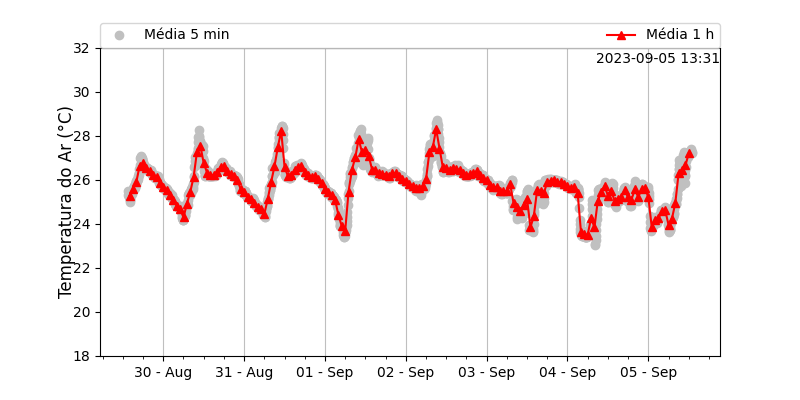 Média 5 min
Média 1 h
2023-09-05 13:31
Temperatura do Ar (°C)
32
30
28
26
24
22
20
18
30 - Aug
31 - Aug
01 - Sep
02 - Sep
03 - Sep
04 - Sep
05 - Sep